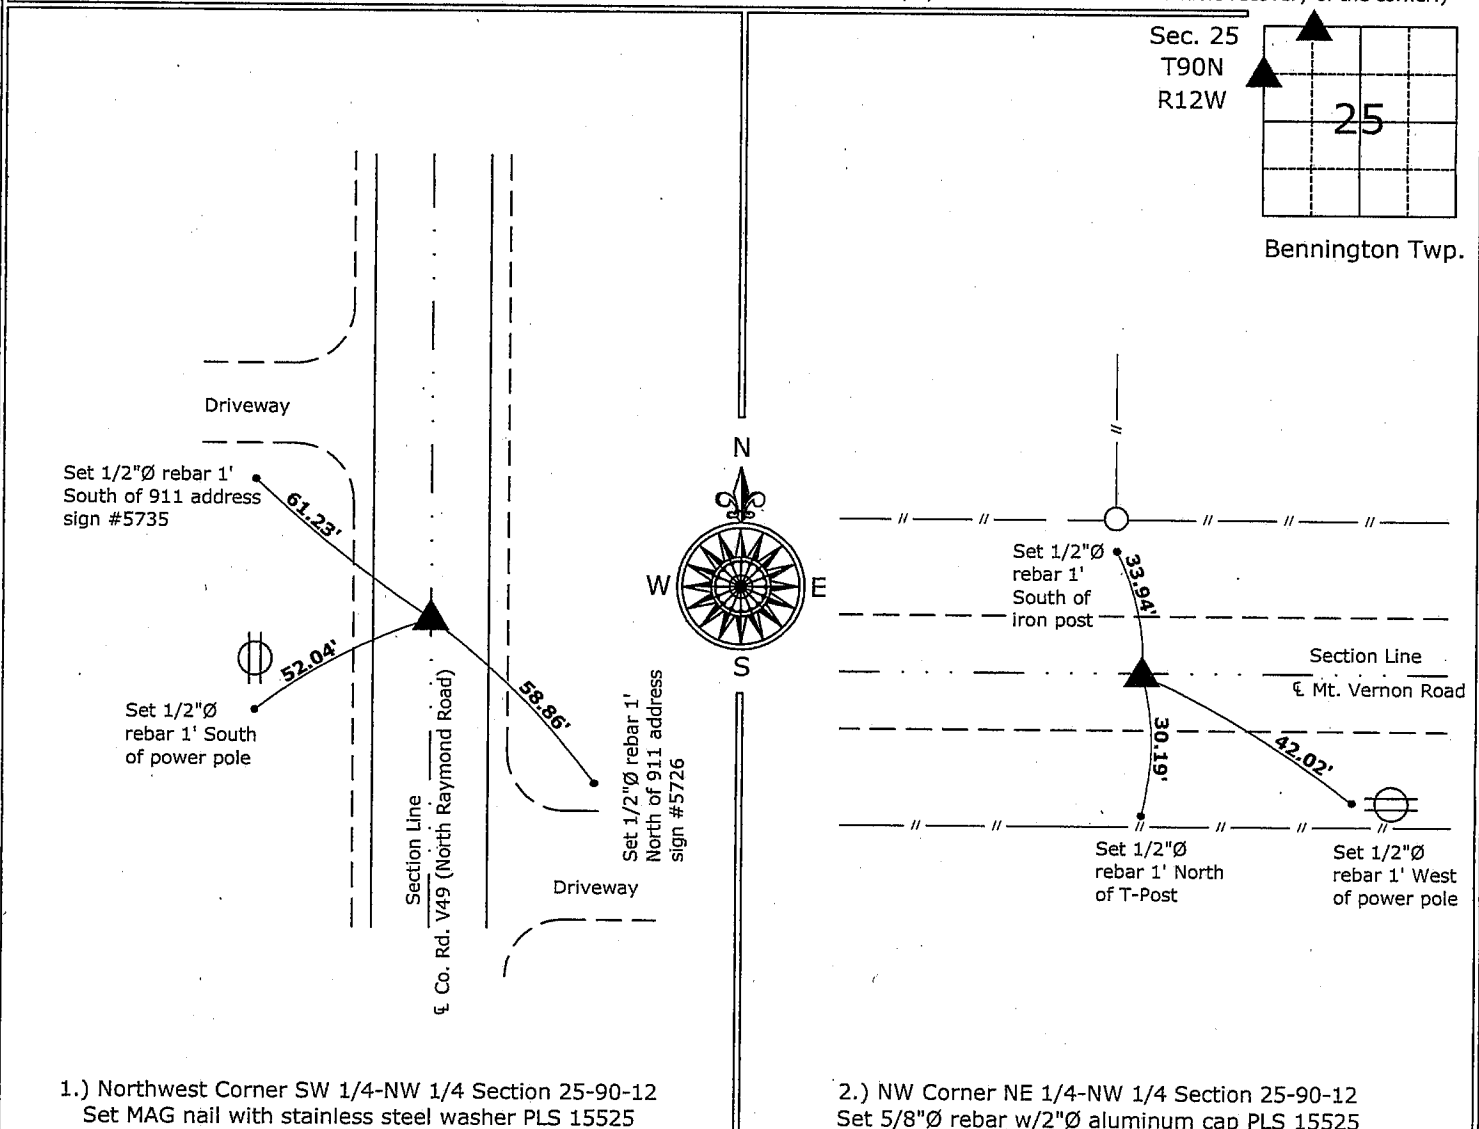 recovery of the corner.)
Sec. 25
T90N
R12W
25
Bennington Twp.
Driveway
Set 1/2"Ø rebar 1'
South of 911 address
sign #5735
61.23'
52.04'
Set 1/2"Ø
rebar 1' South
of power pole
58.86'
Set 1/2"Ø rebar 1'
North of 911 address
sign #5726
Section Line
℄ Co. Rd. V49 (North Raymond Road)
Driveway
N
W
E
S
Set 1/2"Ø
rebar 1'
South of
iron post
33.94'
Section Line
℄ Mt. Vernon Road
30.19'
42.02'
Set 1/2"Ø
rebar 1' North
of T-Post
Set 1/2"Ø
rebar 1' West
of power pole
1.) Northwest Corner SW 1/4-NW 1/4 Section 25-90-12
Set MAG nail with stainless steel washer PLS 15525
2.) NW Corner NE 1/4-NW 1/4 Section 25-90-12
Set 5/8"Ø rebar w/2"Ø aluminum cap PLS 15525